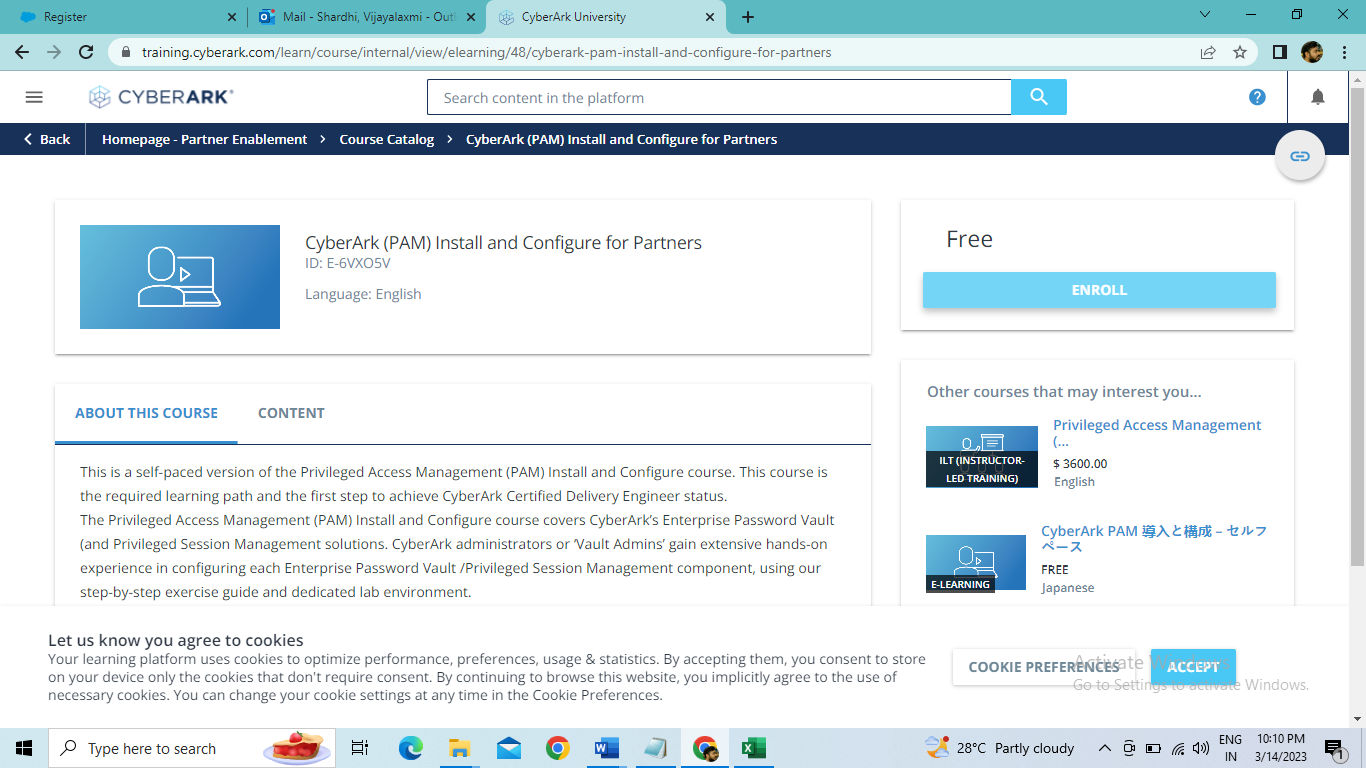 Register
Mail - Shardhi, Vijayalaxmi - Outl
CyberArk University
training.cyberark.com/learn/course/internal/view/elearning/48/cyberark-pam-install-and-configure-for-partners
CYBERARK®
Search content in the platform
Back
Homepage - Partner Enablement > Course Catalog > CyberArk (PAM) Install and Configure for Partners
CyberArk (PAM) Install and Configure for Partners
ID: E-6VXO5V
Language: English
Free
ENROLL
ABOUT THIS COURSE
CONTENT
This is a self-paced version of the Privileged Access Management (PAM) Install and Configure course. This course is
the required learning path and the first step to achieve CyberArk Certified Delivery Engineer status.
The Privileged Access Management (PAM) Install and Configure course covers CyberArk’s Enterprise Password Vault
(and Privileged Session Management solutions. CyberArk administrators or ‘Vault Admins’ gain extensive hands-on
experience in configuring each Enterprise Password Vault /Privileged Session Management component, using our
step-by-step exercise guide and dedicated lab environment.
Other courses that may interest you...
ILT (INSTRUCTOR-
LED TRAINING)
Privileged Access Management
(...
$ 3600.00
English
E-LEARNING
CyberArk PAM 導入と構成 – セルフ
ペース
FREE
Japanese
Let us know you agree to cookies
Your learning platform uses cookies to optimize performance, preferences, usage & statistics. By accepting them, you consent to store
on your device only the cookies that don't require consent. By continuing to browse this website, you implicitly agree to the use of
necessary cookies. You can change your cookie settings at any time in the Cookie Preferences.
COOKIE PREFERENCES
ACCEPT
Activate Windows
Go to Settings to activate Windows.
Type here to search
28°C Partly cloudy
ENG
IN
10:10 PM
3/14/2023
1